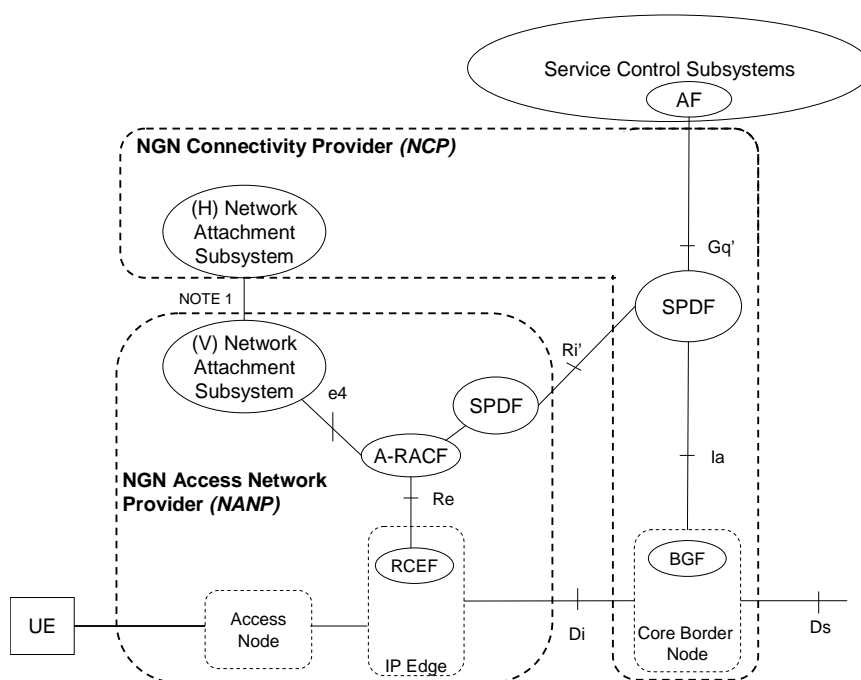 Service Control Subsystems
AF
NGN Connectivity Provider (NCP)
(H) Network
Attachment
Subsystem
Gq’
NOTE 1
SPDF
(V) Network
Attachment
Subsystem
Ri’
e4
SPDF
A-RACF
Ia
NGN Access Network
Provider (NANP)
Re
RCEF
BGF
UE
Access
Node
IP Edge
Di
Core Border
Node
Ds